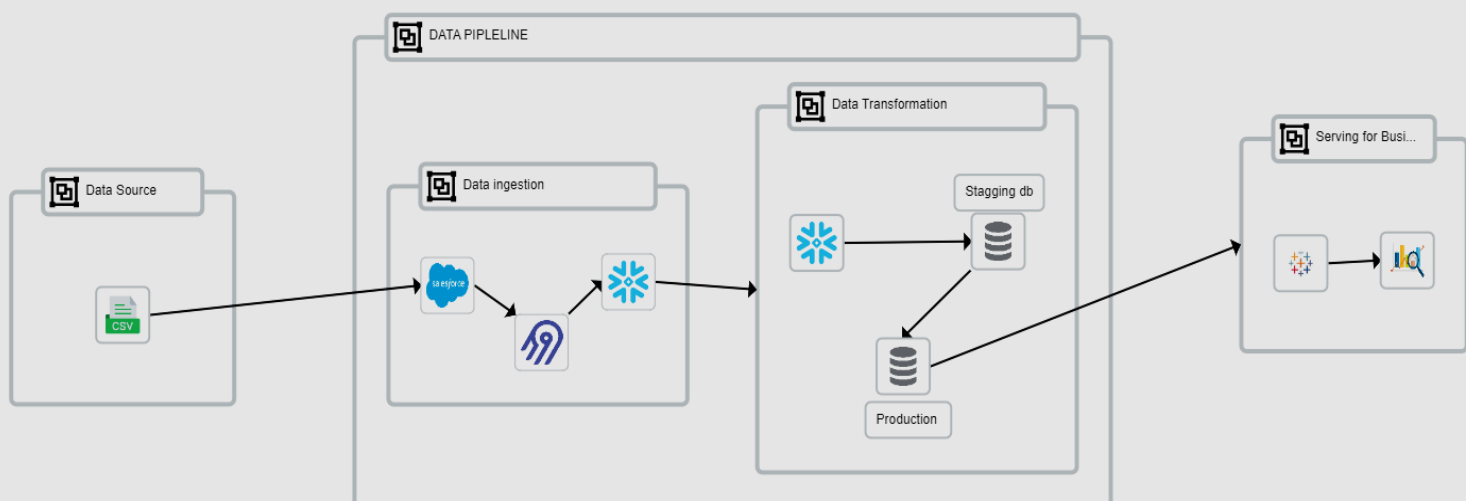 DATA PIPLELINE
Data Transformation
Serving for Busi...
Data Source
Data ingestion
Stagging db
salesforce
CSV
Production